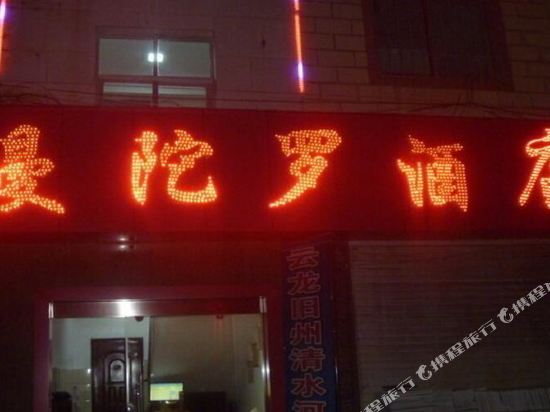 曼陀罗酒店
云龙旧州清水河
携程旅行
携程旅行